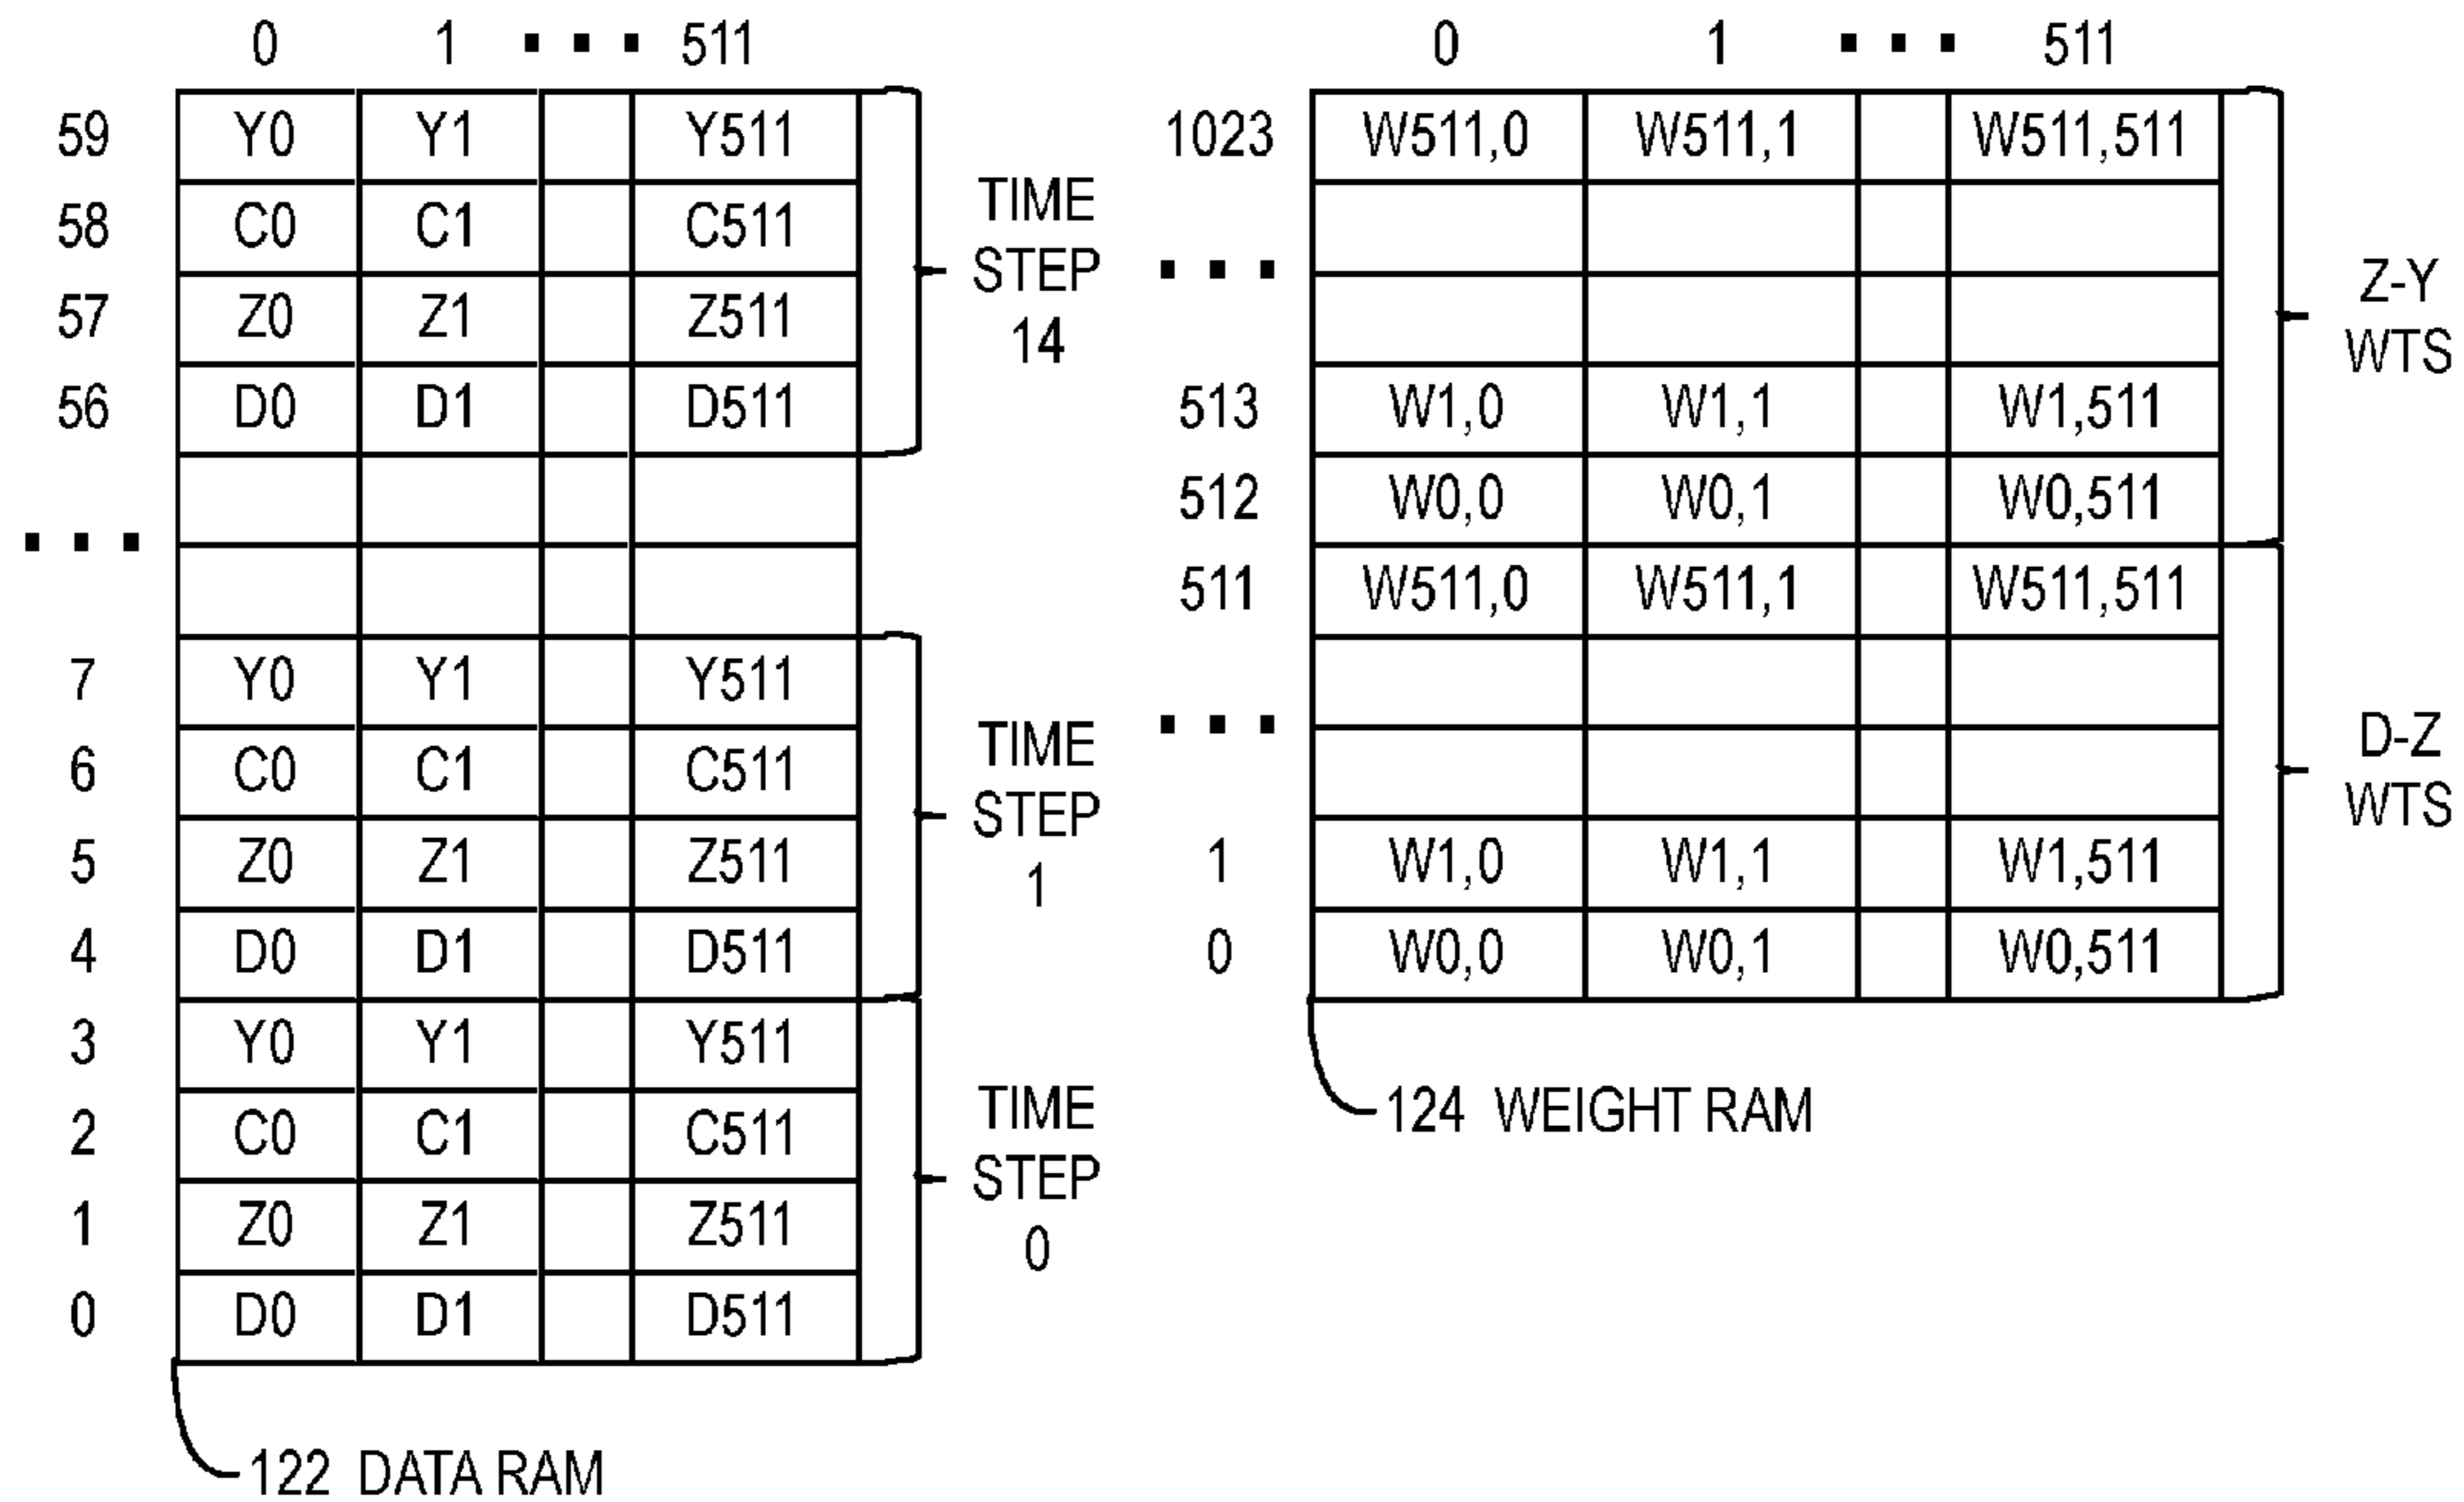 0 1 ... 511
59 Y0 Y1 Y511
58 C0 C1 C511
57 Z0 Z1 Z511
56 D0 D1 D511
TIME
STEP
14
...
7 Y0 Y1 Y511
6 C0 C1 C511
5 Z0 Z1 Z511
4 D0 D1 D511
TIME
STEP
1
3 Y0 Y1 Y511
2 C0 C1 C511
1 Z0 Z1 Z511
0 D0 D1 D511
TIME
STEP
0
122 DATA RAM
0 1 ... 511
1023 W511,0 W511,1 W511,511
...
513 W1,0 W1,1 W1,511
512 W0,0 W0,1 W0,511
Z-Y
WTS
511 W511,0 W511,1 W511,511
...
1 W1,0 W1,1 W1,511
0 W0,0 W0,1 W0,511
D-Z
WTS
124 WEIGHT RAM